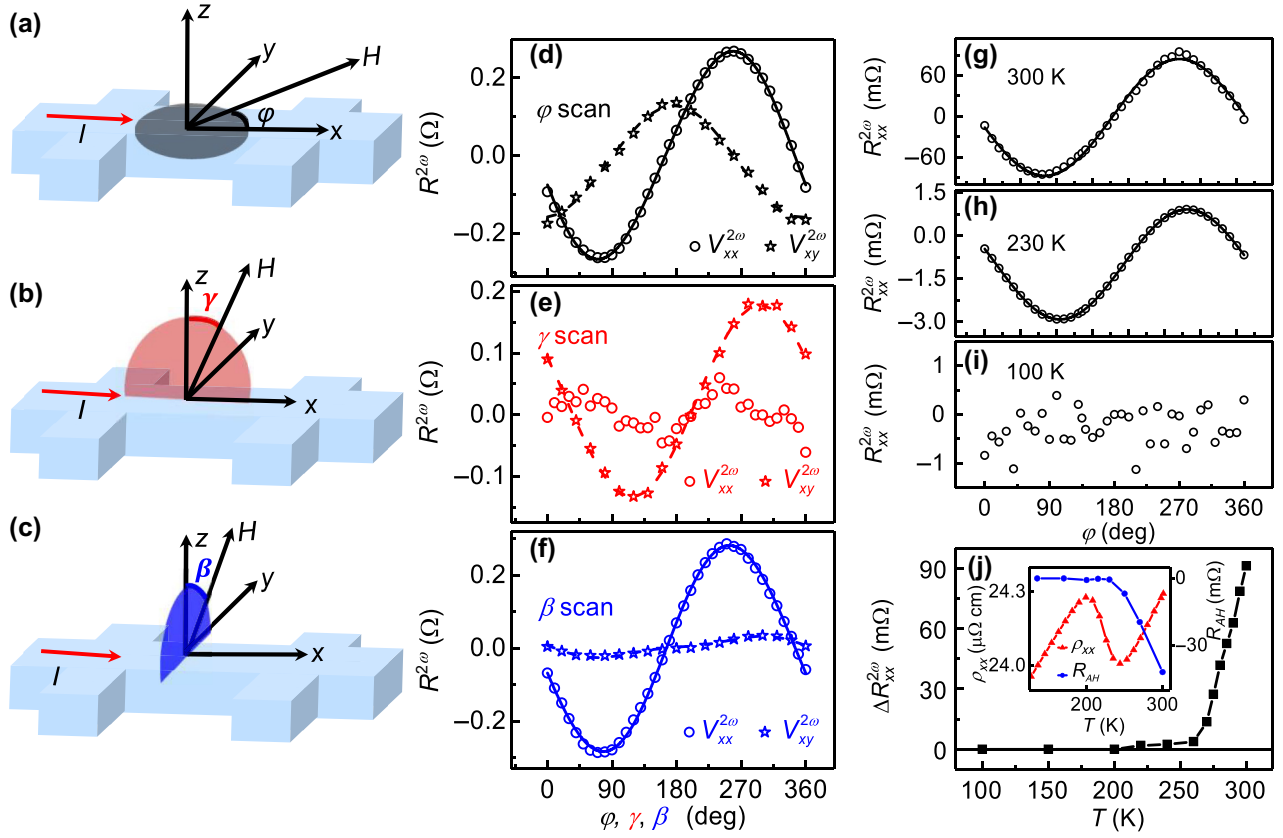 (a)
z
y
H
φ
x
I
(b)
z
H
γ
y
x
I
(c)
z
H
β
y
x
I
(d)
φ scan
R²ω (Ω)
0.2
0.0
−0.2
Vxx²ω
Vxy²ω
(e)
γ scan
R²ω (Ω)
0.2
0.1
0.0
−0.1
Vxx²ω
Vxy²ω
(f)
β scan
R²ω (Ω)
0.2
0.0
−0.2
Vxx²ω
Vxy²ω
0 90 180 270 360
φ, γ, β (deg)
(g)
300 K
Rxx²ω (mΩ)
60
0
−60
(h)
230 K
Rxx²ω (mΩ)
1.5
0.0
−1.5
−3.0
(i)
100 K
Rxx²ω (mΩ)
1
0
−1
0 90 180 270 360
φ (deg)
(j)
ΔRxx²ω (mΩ)
90
60
30
0
100 150 200 250 300
T (K)
ρxx (μΩ cm)
24.3
24.0
RAH (mΩ)
0
−30
ρxx
RAH
200 300
T (K)